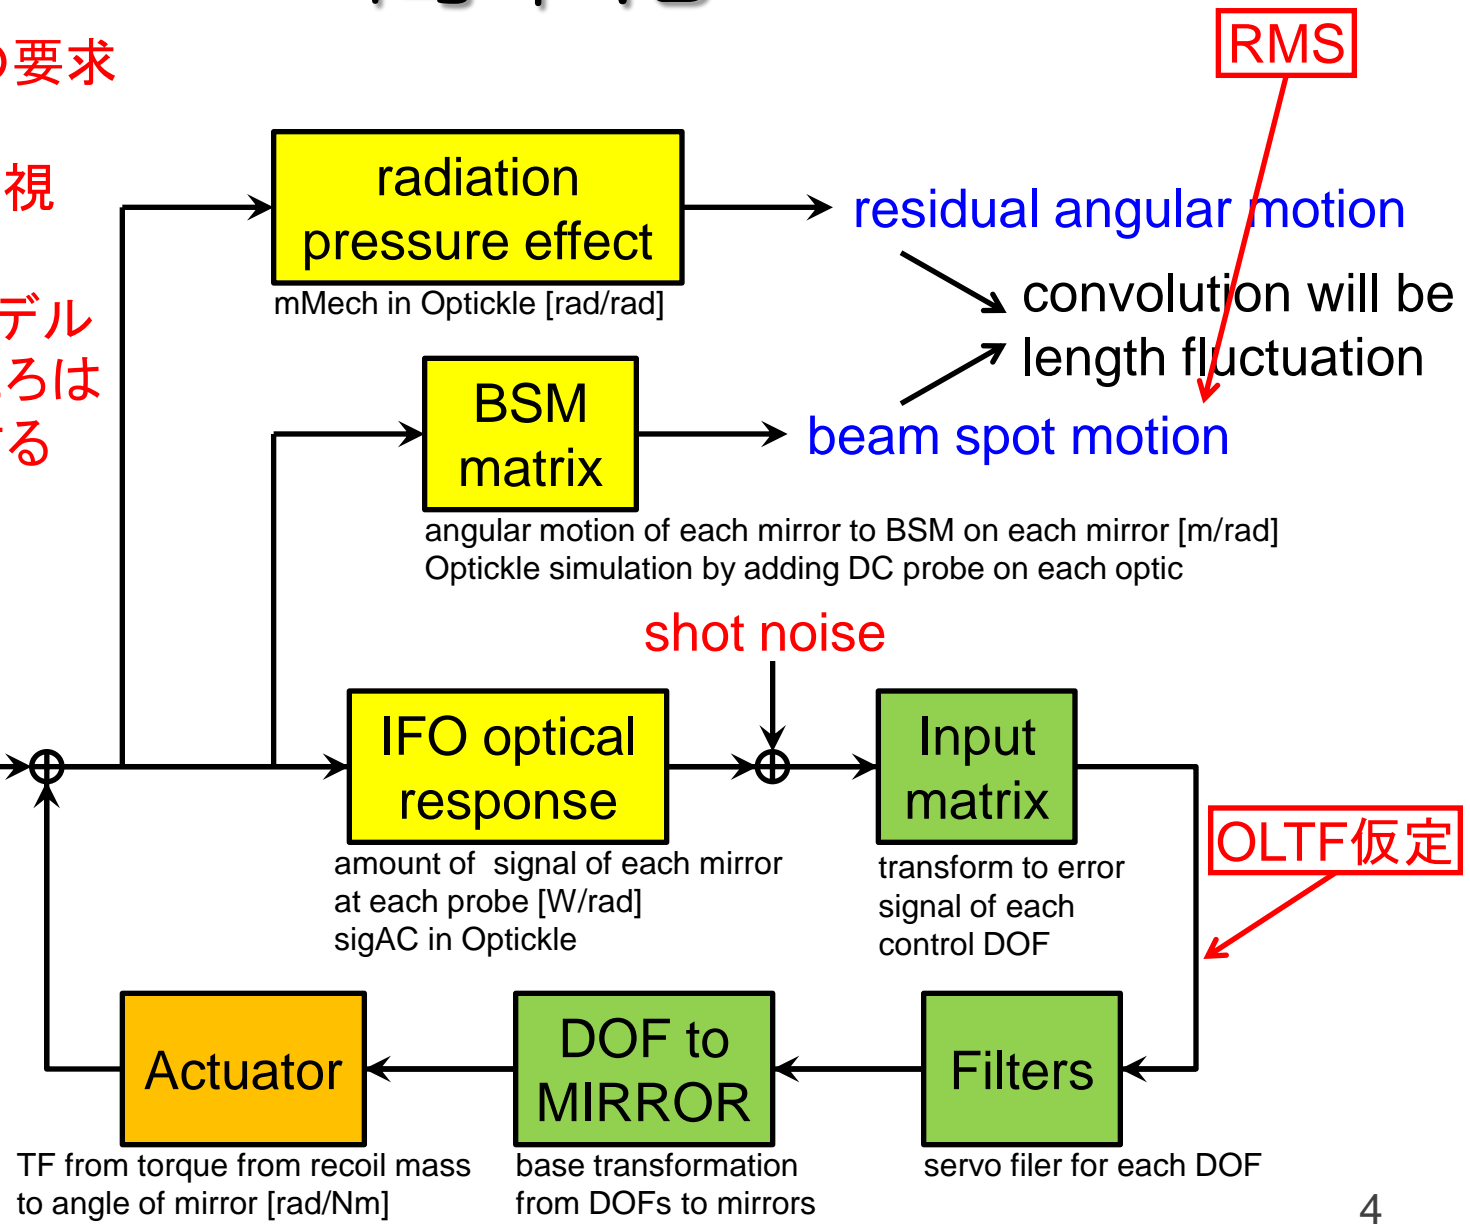 の要求
視
デル
ろは
する
RMS
radiation
pressure effect
mMech in Optickle [rad/rad]
residual angular motion
convolution will be
length fluctuation
BSM
matrix
beam spot motion
angular motion of each mirror to BSM on each mirror [m/rad]
Optickle simulation by adding DC probe on each optic
shot noise
IFO optical
response
amount of  signal of each mirror
at each probe [W/rad]
sigAC in Optickle
Input
matrix
transform to error
signal of each
control DOF
OLTF仮定
Actuator
TF from torque from recoil mass
to angle of mirror [rad/Nm]
DOF to
MIRROR
base transformation
from DOFs to mirrors
Filters
servo filer for each DOF
4